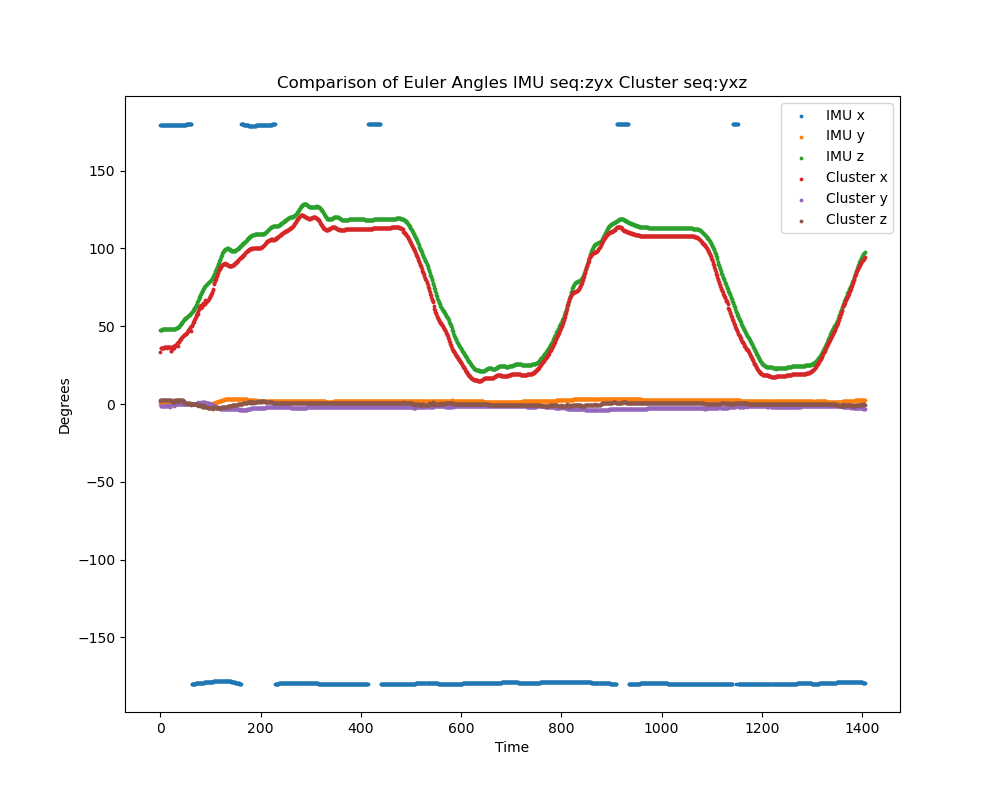 Comparison of Euler Angles IMU seq:zyx Cluster seq:yxz
IMU x
IMU y
IMU z
Cluster x
Cluster y
Cluster z
150
100
50
0
−50
−100
−150
Degrees
0 200 400 600 800 1000 1200 1400
Time